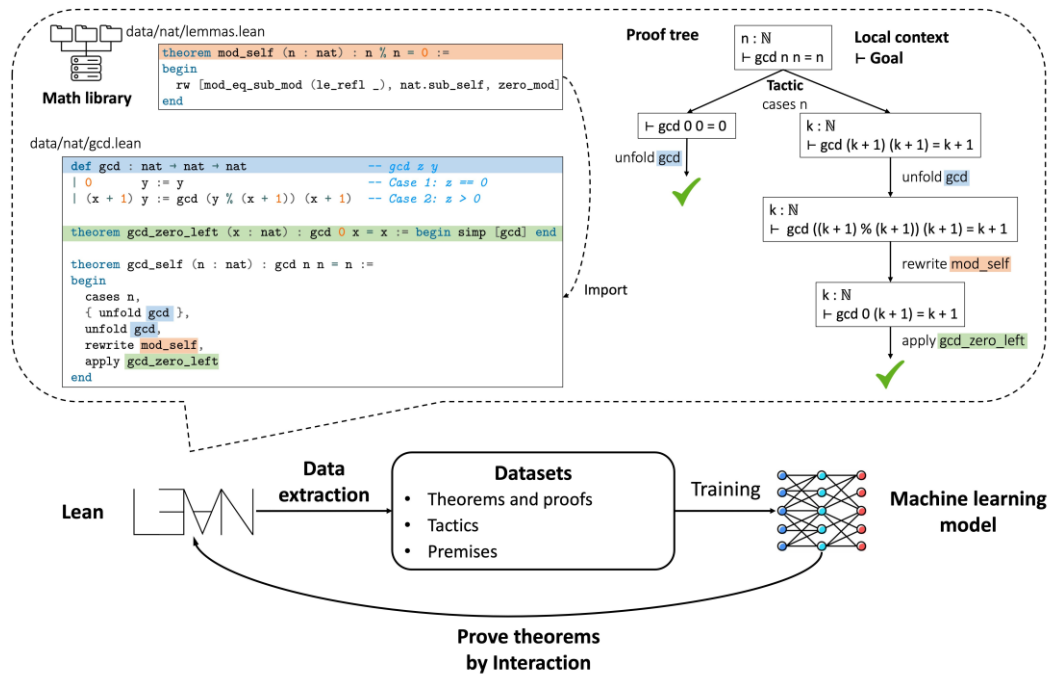 data/nat/lemmas.lean
Math library
theorem mod_self (n : nat) : n % n = 0 :=
begin
rw [mod_eq_sub_mod (le_refl _), nat.sub_self, zero_mod]
end
data/nat/gcd.lean
def gcd : nat → nat → nat -- gcd z y
| 0 y := y -- Case 1: z == 0
| (x + 1) y := gcd (y % (x + 1)) (x + 1) -- Case 2: z > 0
theorem gcd_zero_left (x : nat) : gcd 0 x = x := begin simp [gcd] end
theorem gcd_self (n : nat) : gcd n n = n :=
begin
cases n,
{ unfold gcd },
unfold gcd,
rewrite mod_self,
apply gcd_zero_left
end
Import
Proof tree
n : ℕ
⊢ gcd n n = n
Local context
⊢ Goal
Tactic
cases n
⊢ gcd 0 0 = 0
unfold gcd
k : ℕ
⊢ gcd (k + 1) (k + 1) = k + 1
unfold gcd
k : ℕ
⊢ gcd ((k + 1) % (k + 1)) (k + 1) = k + 1
rewrite mod_self
k : ℕ
⊢ gcd 0 (k + 1) = k + 1
apply gcd_zero_left
Lean
LEAN
Data
extraction
Datasets
• Theorems and proofs
• Tactics
• Premises
Training
Machine learning
model
Prove theorems
by Interaction